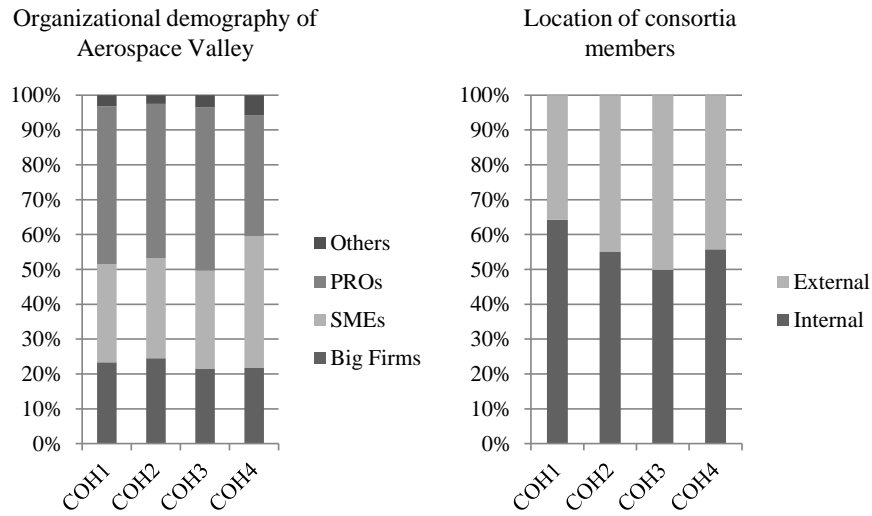 Organizational demography of
Aerospace Valley
100%
90%
80%
70%
60%
50%
40%
30%
20%
10%
0%
COH1
COH2
COH3
COH4
Others
PROs
SMEs
Big Firms
Location of consortia
members
100%
90%
80%
70%
60%
50%
40%
30%
20%
10%
0%
COH1
COH2
COH3
COH4
External
Internal